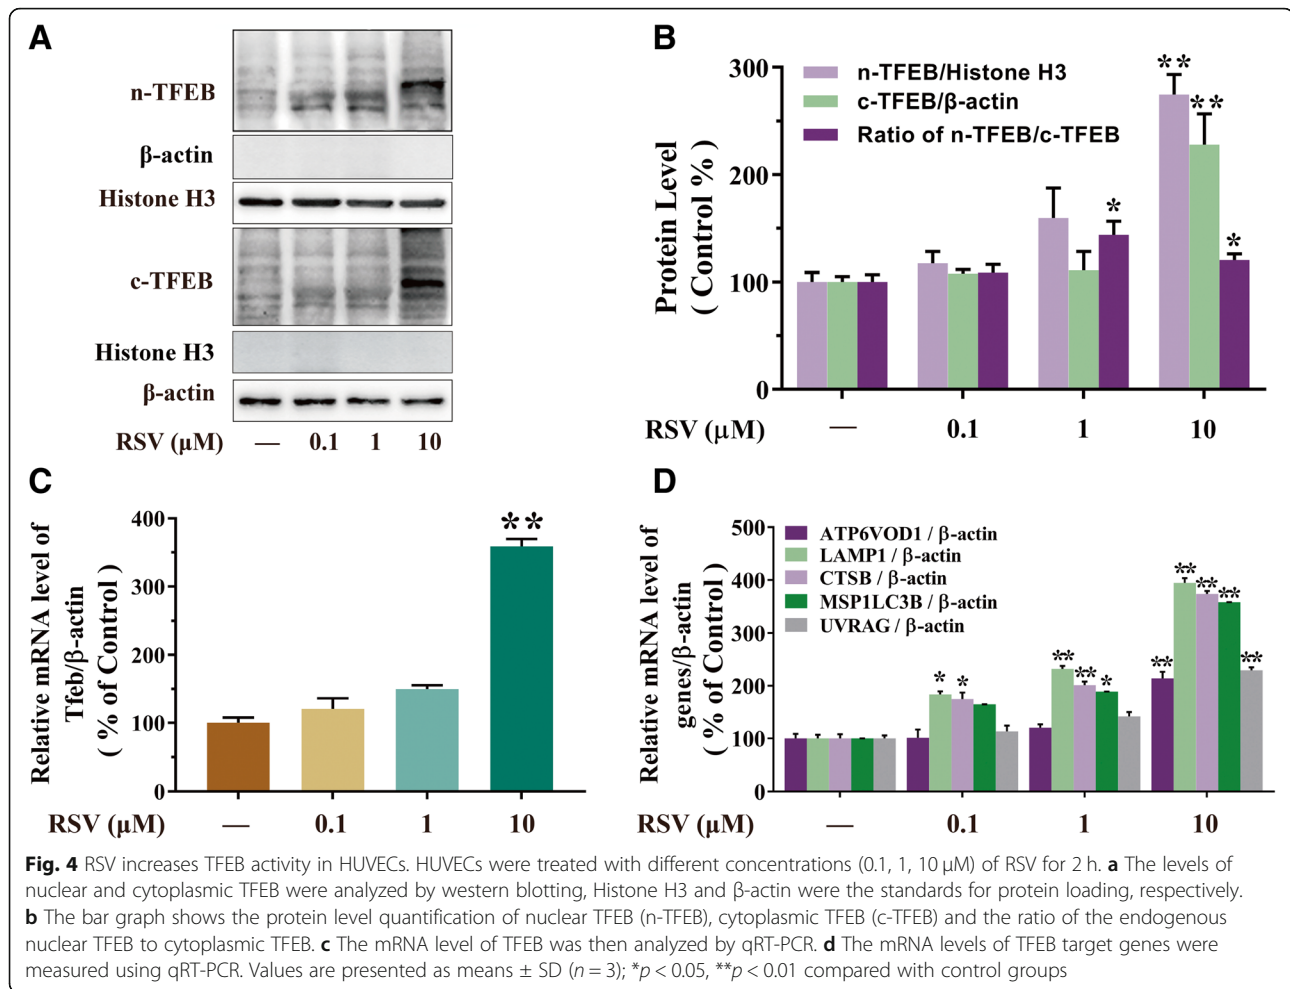 A
n-TFEB
β-actin
Histone H3
c-TFEB
Histone H3
β-actin
RSV (μM) — 0.1 1 10
B
Protein Level
( Control % )
300
200
100
0
n-TFEB/Histone H3
c-TFEB/β-actin
Ratio of n-TFEB/c-TFEB
*
**
**
*
RSV (μM) — 0.1 1 10
C
Relative mRNA level of
Tfeb/β-actin
( % of Control )
400
300
200
100
0
**
RSV (μM) — 0.1 1 10
D
Relative mRNA level of
genes/β-actin
( % of Control )
500
400
300
200
100
0
ATP6VOD1 / β-actin
LAMP1 / β-actin
CTSB / β-actin
MSP1LC3B / β-actin
UVRAG / β-actin
* *
** ** *
** ** ** ** **
RSV (μM) — 0.1 1 10
Fig. 4 RSV increases TFEB activity in HUVECs. HUVECs were treated with different concentrations (0.1, 1, 10 μM) of RSV for 2 h. a The levels of
nuclear and cytoplasmic TFEB were analyzed by western blotting, Histone H3 and β-actin were the standards for protein loading, respectively.
b The bar graph shows the protein level quantification of nuclear TFEB (n-TFEB), cytoplasmic TFEB (c-TFEB) and the ratio of the endogenous
nuclear TFEB to cytoplasmic TFEB. c The mRNA level of TFEB was then analyzed by qRT-PCR. d The mRNA levels of TFEB target genes were
measured using qRT-PCR. Values are presented as means ± SD (n = 3); *p < 0.05, **p < 0.01 compared with control groups